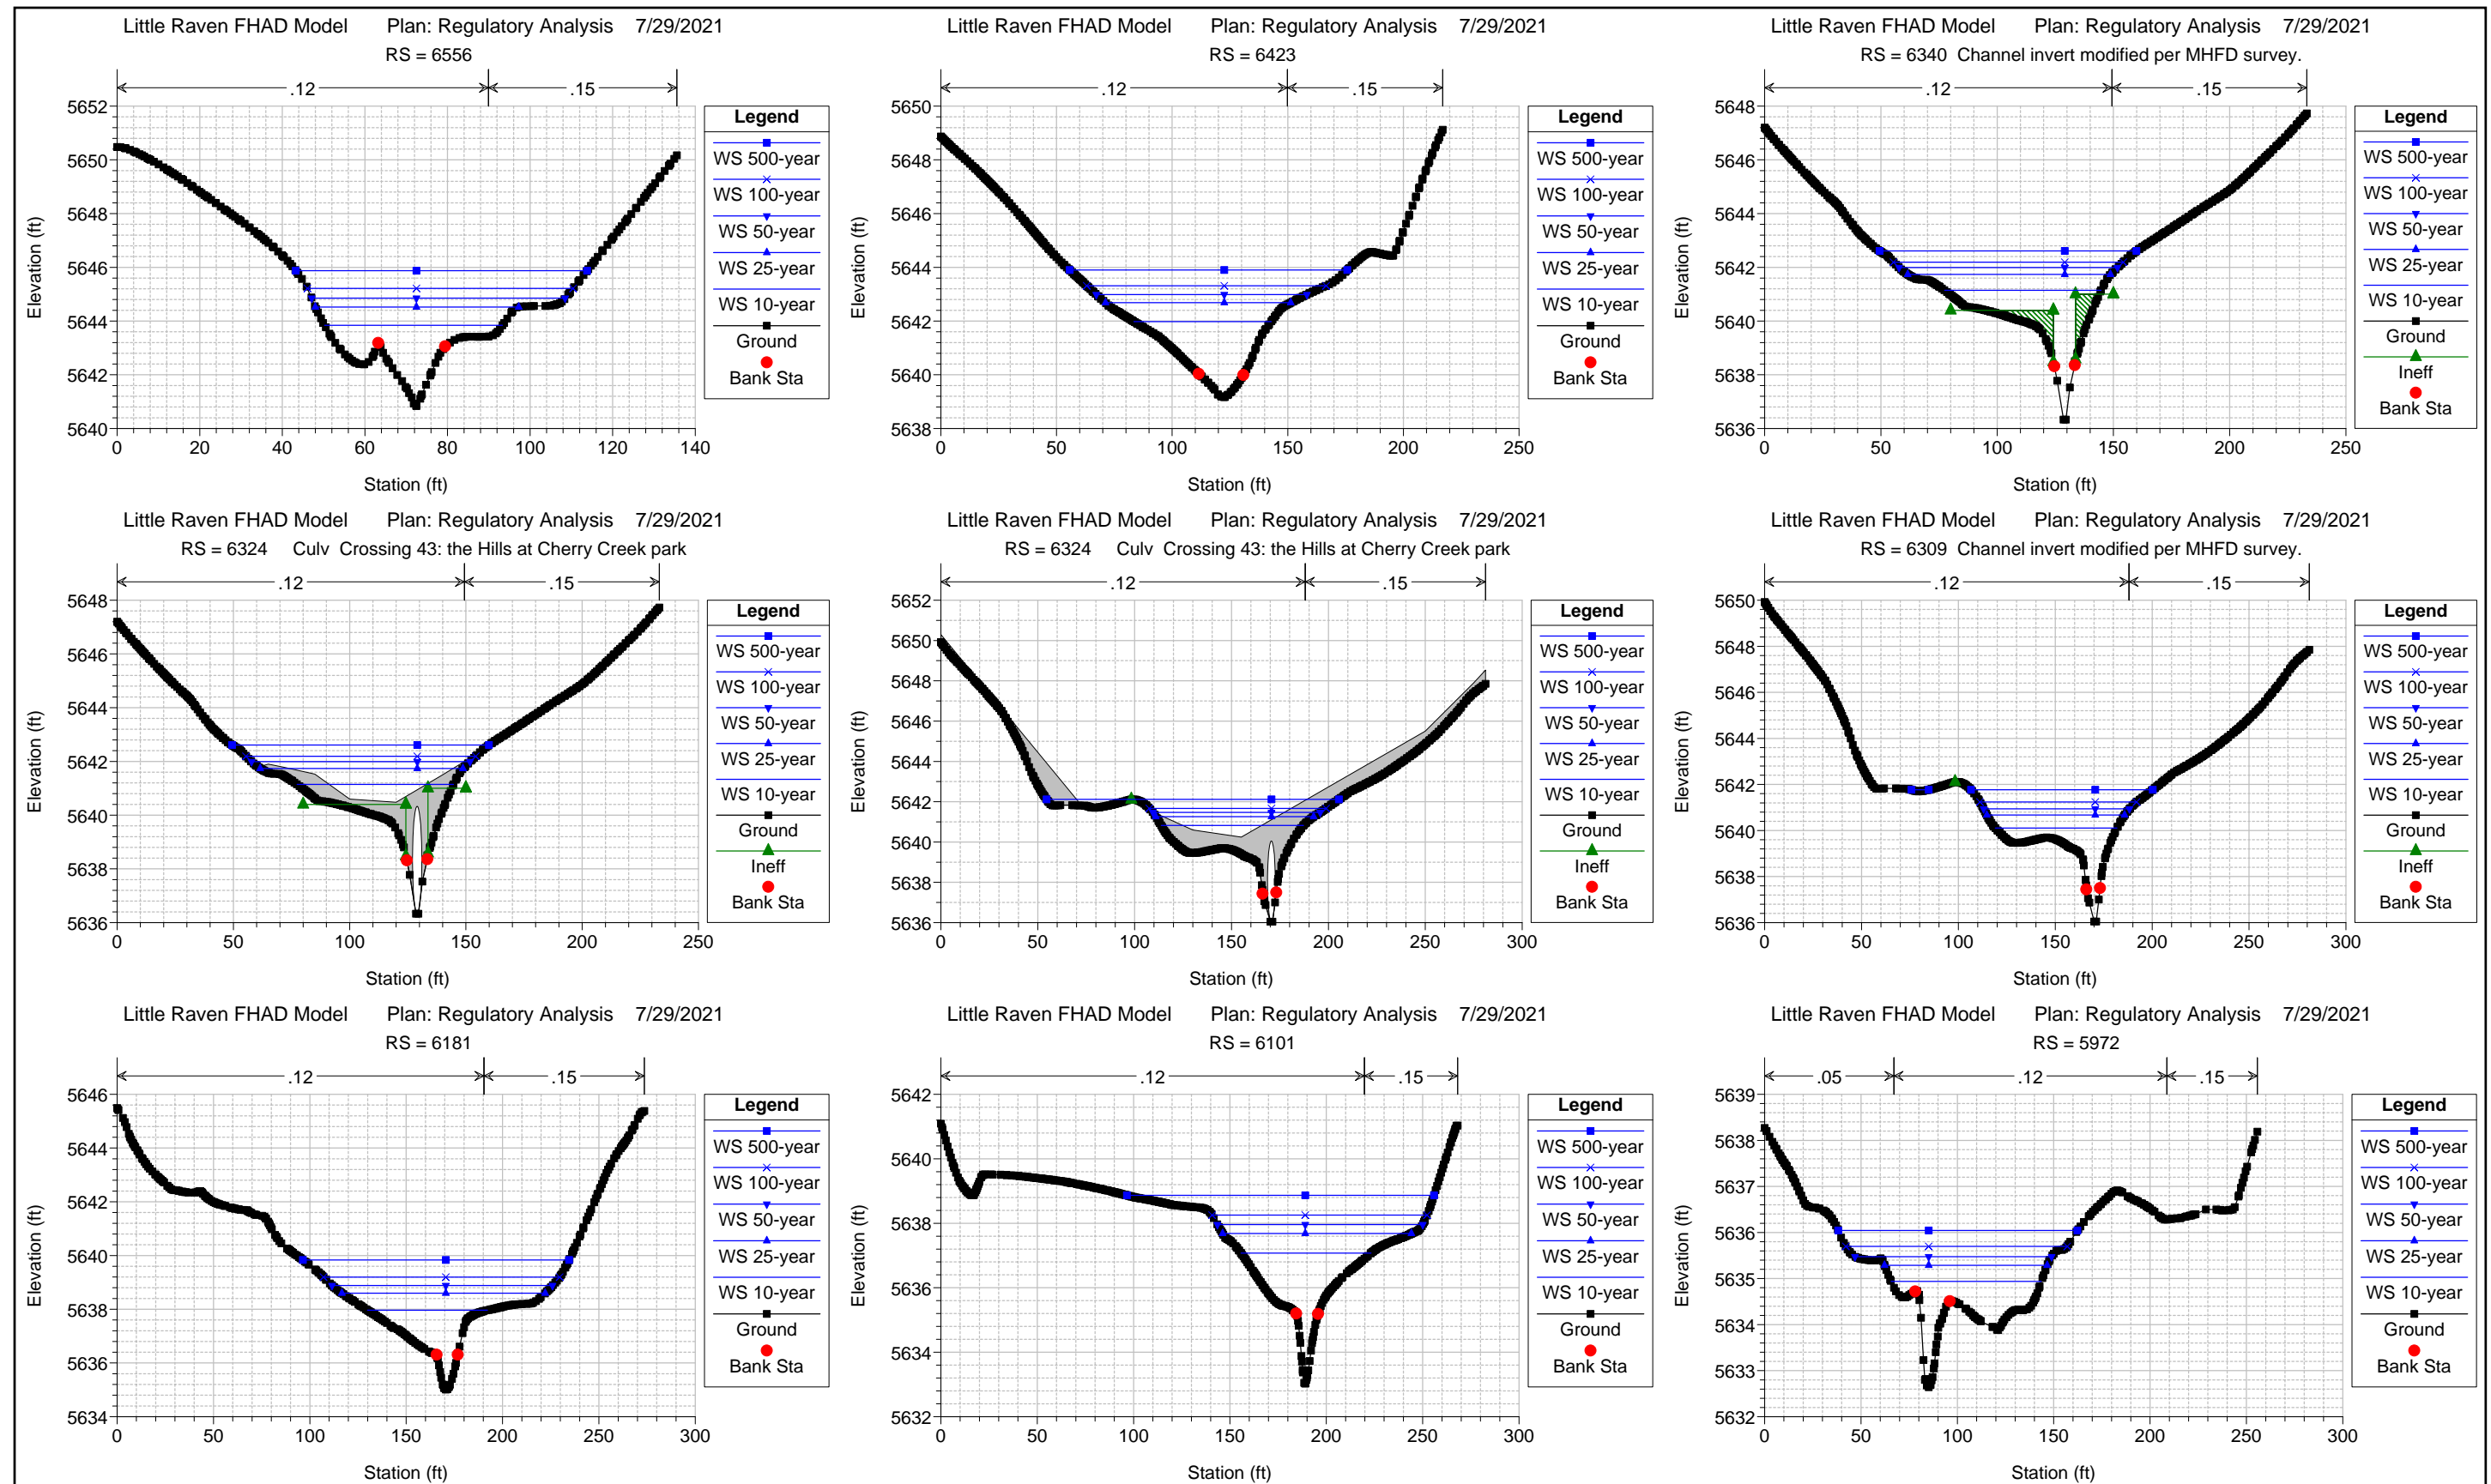 Little Raven FHAD Model Plan: Regulatory Analysis 7/29/2021
RS = 6556
.12 .15
Legend
WS 500-year
WS 100-year
WS 50-year
WS 25-year
WS 10-year
Ground
Bank Sta
5652
5650
5648
5646
5644
5642
5640
Elevation (ft)
0 20 40 60 80 100 120 140
Station (ft)
Little Raven FHAD Model Plan: Regulatory Analysis 7/29/2021
RS = 6423
.12 .15
Legend
WS 500-year
WS 100-year
WS 50-year
WS 25-year
WS 10-year
Ground
Bank Sta
5650
5648
5646
5644
5642
5640
5638
Elevation (ft)
0 50 100 150 200 250
Station (ft)
Little Raven FHAD Model Plan: Regulatory Analysis 7/29/2021
RS = 6340 Channel invert modified per MHFD survey.
.12 .15
Legend
WS 500-year
WS 100-year
WS 50-year
WS 25-year
WS 10-year
Ground
Ineff
Bank Sta
5648
5646
5644
5642
5640
5638
5636
Elevation (ft)
0 50 100 150 200 250
Station (ft)
Little Raven FHAD Model Plan: Regulatory Analysis 7/29/2021
RS = 6324 Culv Crossing 43: the Hills at Cherry Creek park
.12 .15
Legend
WS 500-year
WS 100-year
WS 50-year
WS 25-year
WS 10-year
Ground
Ineff
Bank Sta
5648
5646
5644
5642
5640
5638
5636
Elevation (ft)
0 50 100 150 200 250
Station (ft)
Little Raven FHAD Model Plan: Regulatory Analysis 7/29/2021
RS = 6324 Culv Crossing 43: the Hills at Cherry Creek park
.12 .15
Legend
WS 500-year
WS 100-year
WS 50-year
WS 25-year
WS 10-year
Ground
Ineff
Bank Sta
5652
5650
5648
5646
5644
5642
5640
5638
5636
Elevation (ft)
0 50 100 150 200 250 300
Station (ft)
Little Raven FHAD Model Plan: Regulatory Analysis 7/29/2021
RS = 6309 Channel invert modified per MHFD survey.
.12 .15
Legend
WS 500-year
WS 100-year
WS 50-year
WS 25-year
WS 10-year
Ground
Ineff
Bank Sta
5650
5648
5646
5644
5642
5640
5638
5636
Elevation (ft)
0 50 100 150 200 250 300
Station (ft)
Little Raven FHAD Model Plan: Regulatory Analysis 7/29/2021
RS = 6181
.12 .15
Legend
WS 500-year
WS 100-year
WS 50-year
WS 25-year
WS 10-year
Ground
Bank Sta
5646
5644
5642
5640
5638
5636
5634
Elevation (ft)
0 50 100 150 200 250 300
Station (ft)
Little Raven FHAD Model Plan: Regulatory Analysis 7/29/2021
RS = 6101
.12 .15
Legend
WS 500-year
WS 100-year
WS 50-year
WS 25-year
WS 10-year
Ground
Bank Sta
5642
5640
5638
5636
5634
5632
Elevation (ft)
0 50 100 150 200 250 300
Station (ft)
Little Raven FHAD Model Plan: Regulatory Analysis 7/29/2021
RS = 5972
.05 .12 .15
Legend
WS 500-year
WS 100-year
WS 50-year
WS 25-year
WS 10-year
Ground
Bank Sta
5639
5638
5637
5636
5635
5634
5633
5632
Elevation (ft)
0 50 100 150 200 250 300
Station (ft)